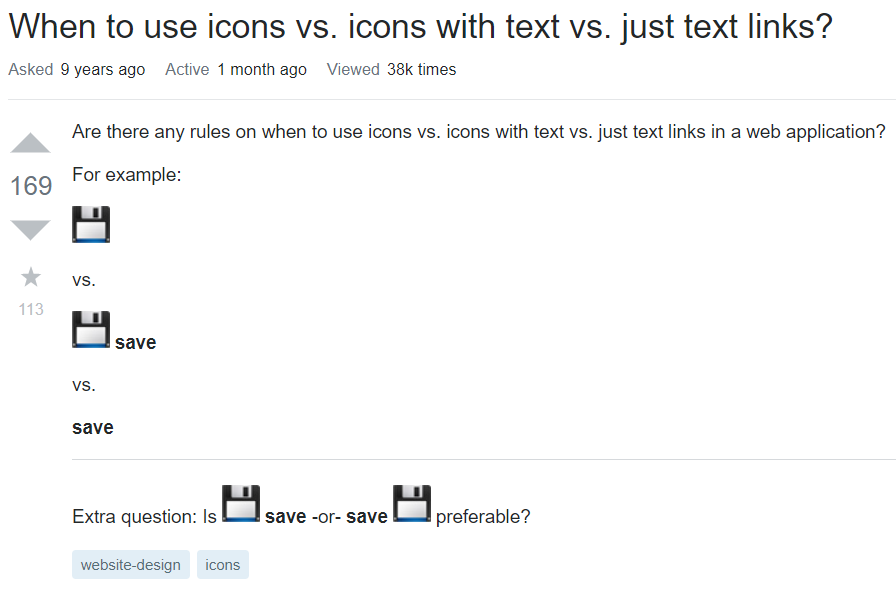 When to use icons vs. icons with text vs. just text links?
Asked 9 years ago Active 1 month ago Viewed 38k times
Are there any rules on when to use icons vs. icons with text vs. just text links in a web application?
169
For example:
vs.
113
save
vs.
save
Extra question: Is save -or- save preferable?
website-design icons